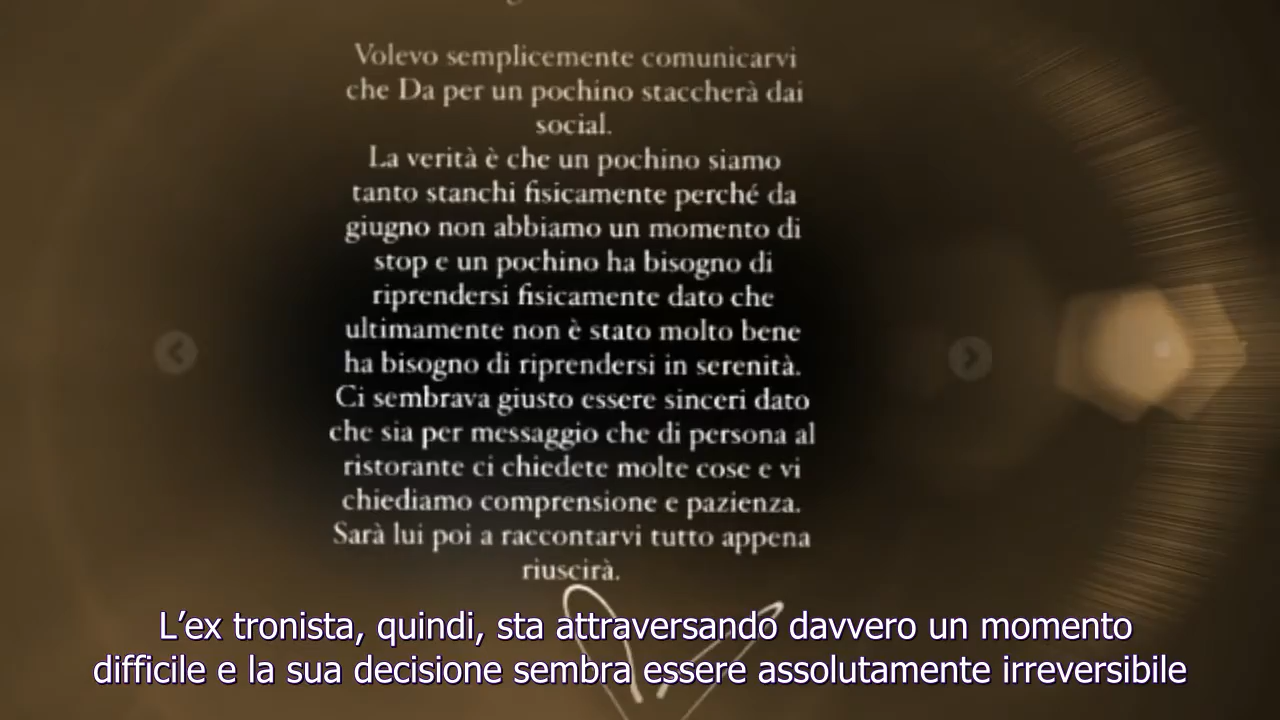 Volevo semplicemente comunicarvi
che Da per un pochino staccherà dai
social.
La verità è che un pochino siamo
tanto stanchi fisicamente perché da
giugno non abbiamo un momento di
stop e un pochino ha bisogno di
riprendersi fisicamente dato che
ultimamente non è stato molto bene
ha bisogno di riprendersi in serenità.
Ci sembrava giusto essere sinceri dato
che sia per messaggio che di persona al
ristorante ci chiedete molte cose e vi
chiediamo comprensione e pazienza.
Sarà lui poi a raccontarvi tutto appena
riuscirà.
L’ex tronista, quindi, sta attraversando davvero un momento
difficile e la sua decisione sembra essere assolutamente irreversibile